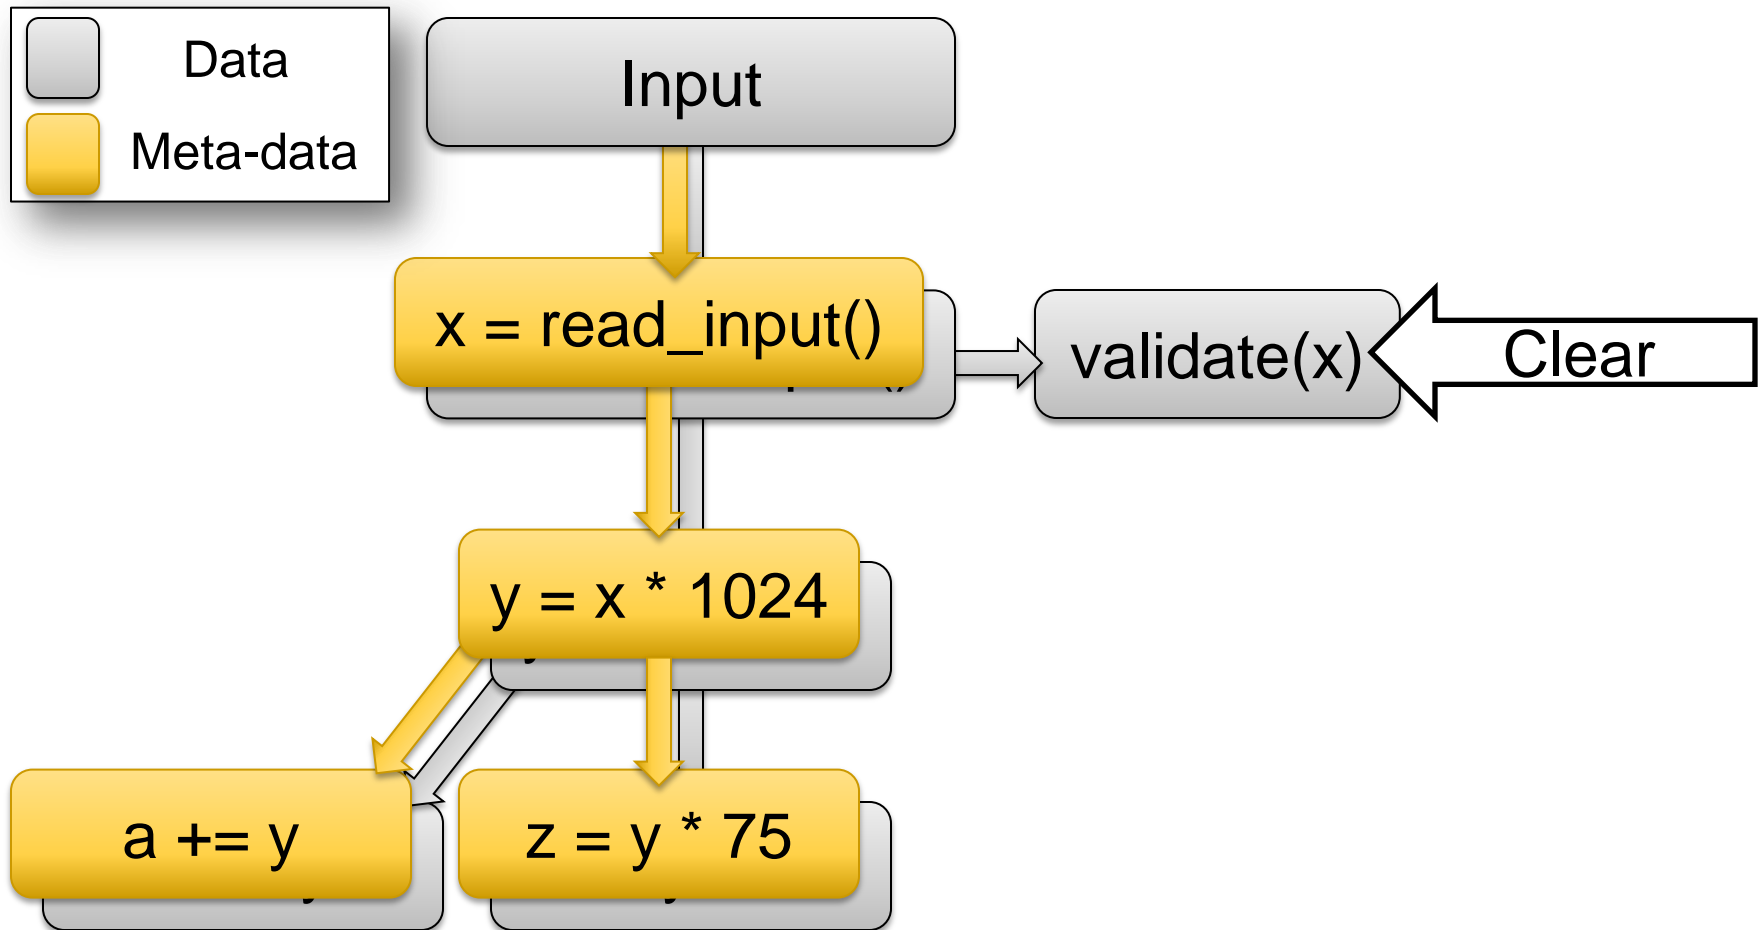 Data
Meta-data
Input
x = read_input()
validate(x)
Clear
y = x * 1024
a += y
z = y * 75